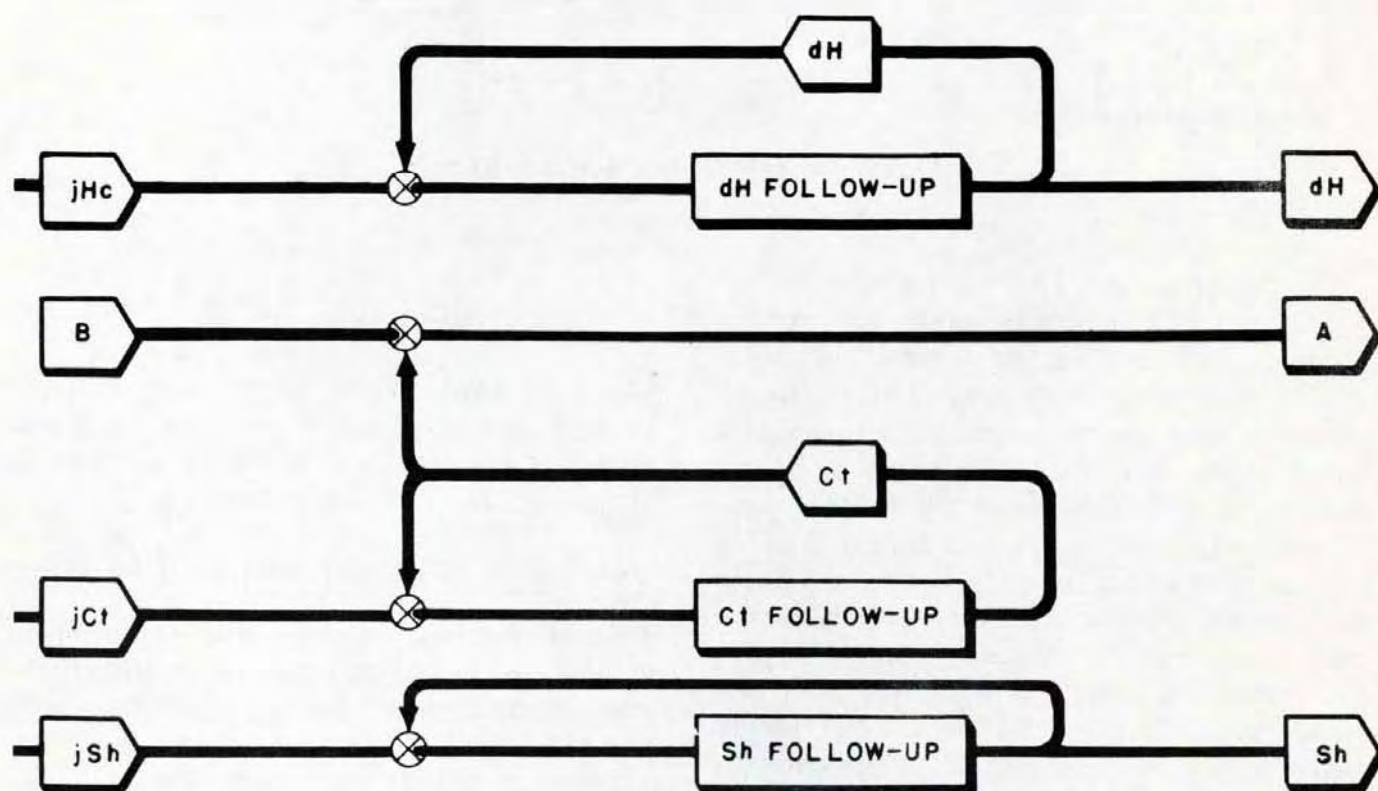 dH
jHc
dH FOLLOW-UP
dH
B
A
Ct
jCt
Ct FOLLOW-UP
jSh
Sh FOLLOW-UP
Sh